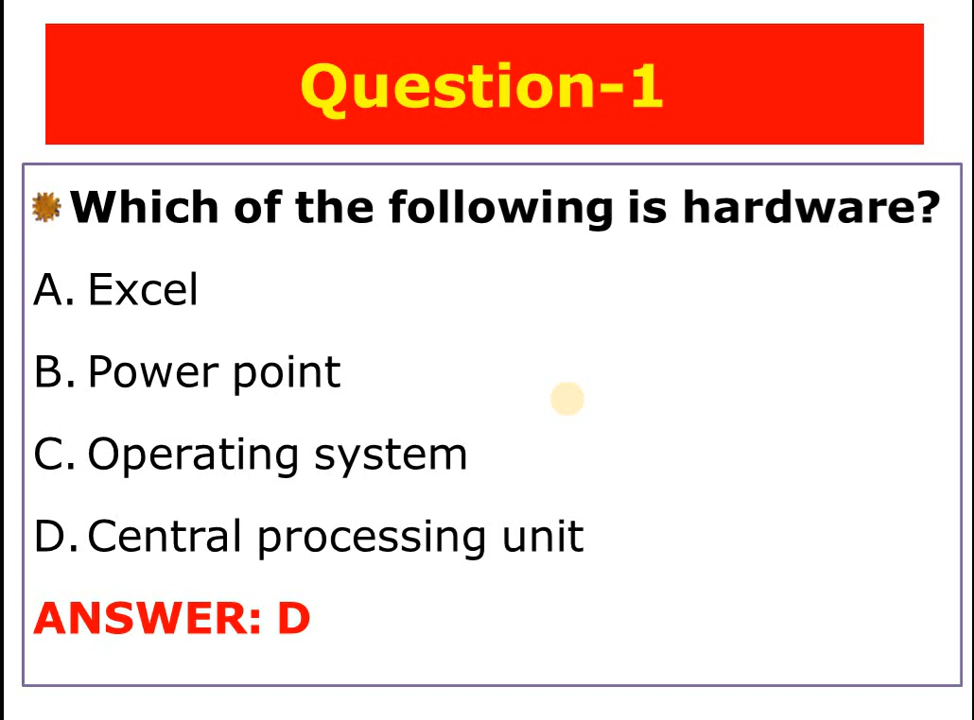 Question-1
Which of the following is hardware?
A. Excel
B. Power point
C. Operating system
D. Central processing unit
ANSWER: D